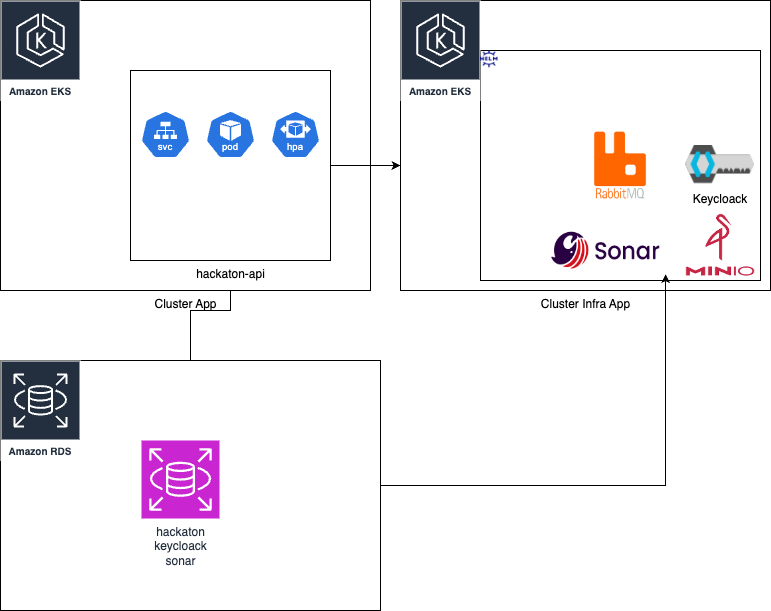 Amazon EKS
svc
pod
hpa
hackaton-api
Cluster App
Amazon EKS
HELM
RabbitMQ
Keycloack
Sonar
MINIO
Cluster Infra App
Amazon RDS
hackaton
keycloack
sonar